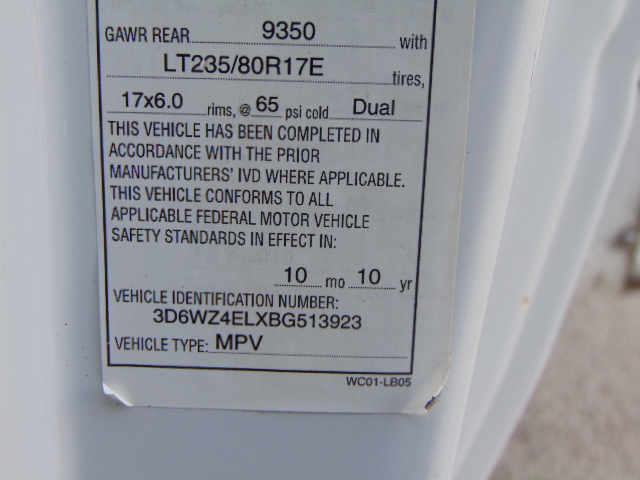 GAWR REAR 9350 with
LT235/80R17E tires,
17x6.0 rims, @ 65 psi cold Dual
THIS VEHICLE HAS BEEN COMPLETED IN
ACCORDANCE WITH THE PRIOR
MANUFACTURERS' IVD WHERE APPLICABLE.
THIS VEHICLE CONFORMS TO ALL
APPLICABLE FEDERAL MOTOR VEHICLE
SAFETY STANDARDS IN EFFECT IN:
10 mo 10 yr
VEHICLE IDENTIFICATION NUMBER:
3D6WZ4ELXBG513923
VEHICLE TYPE: MPV
WC01-LB05